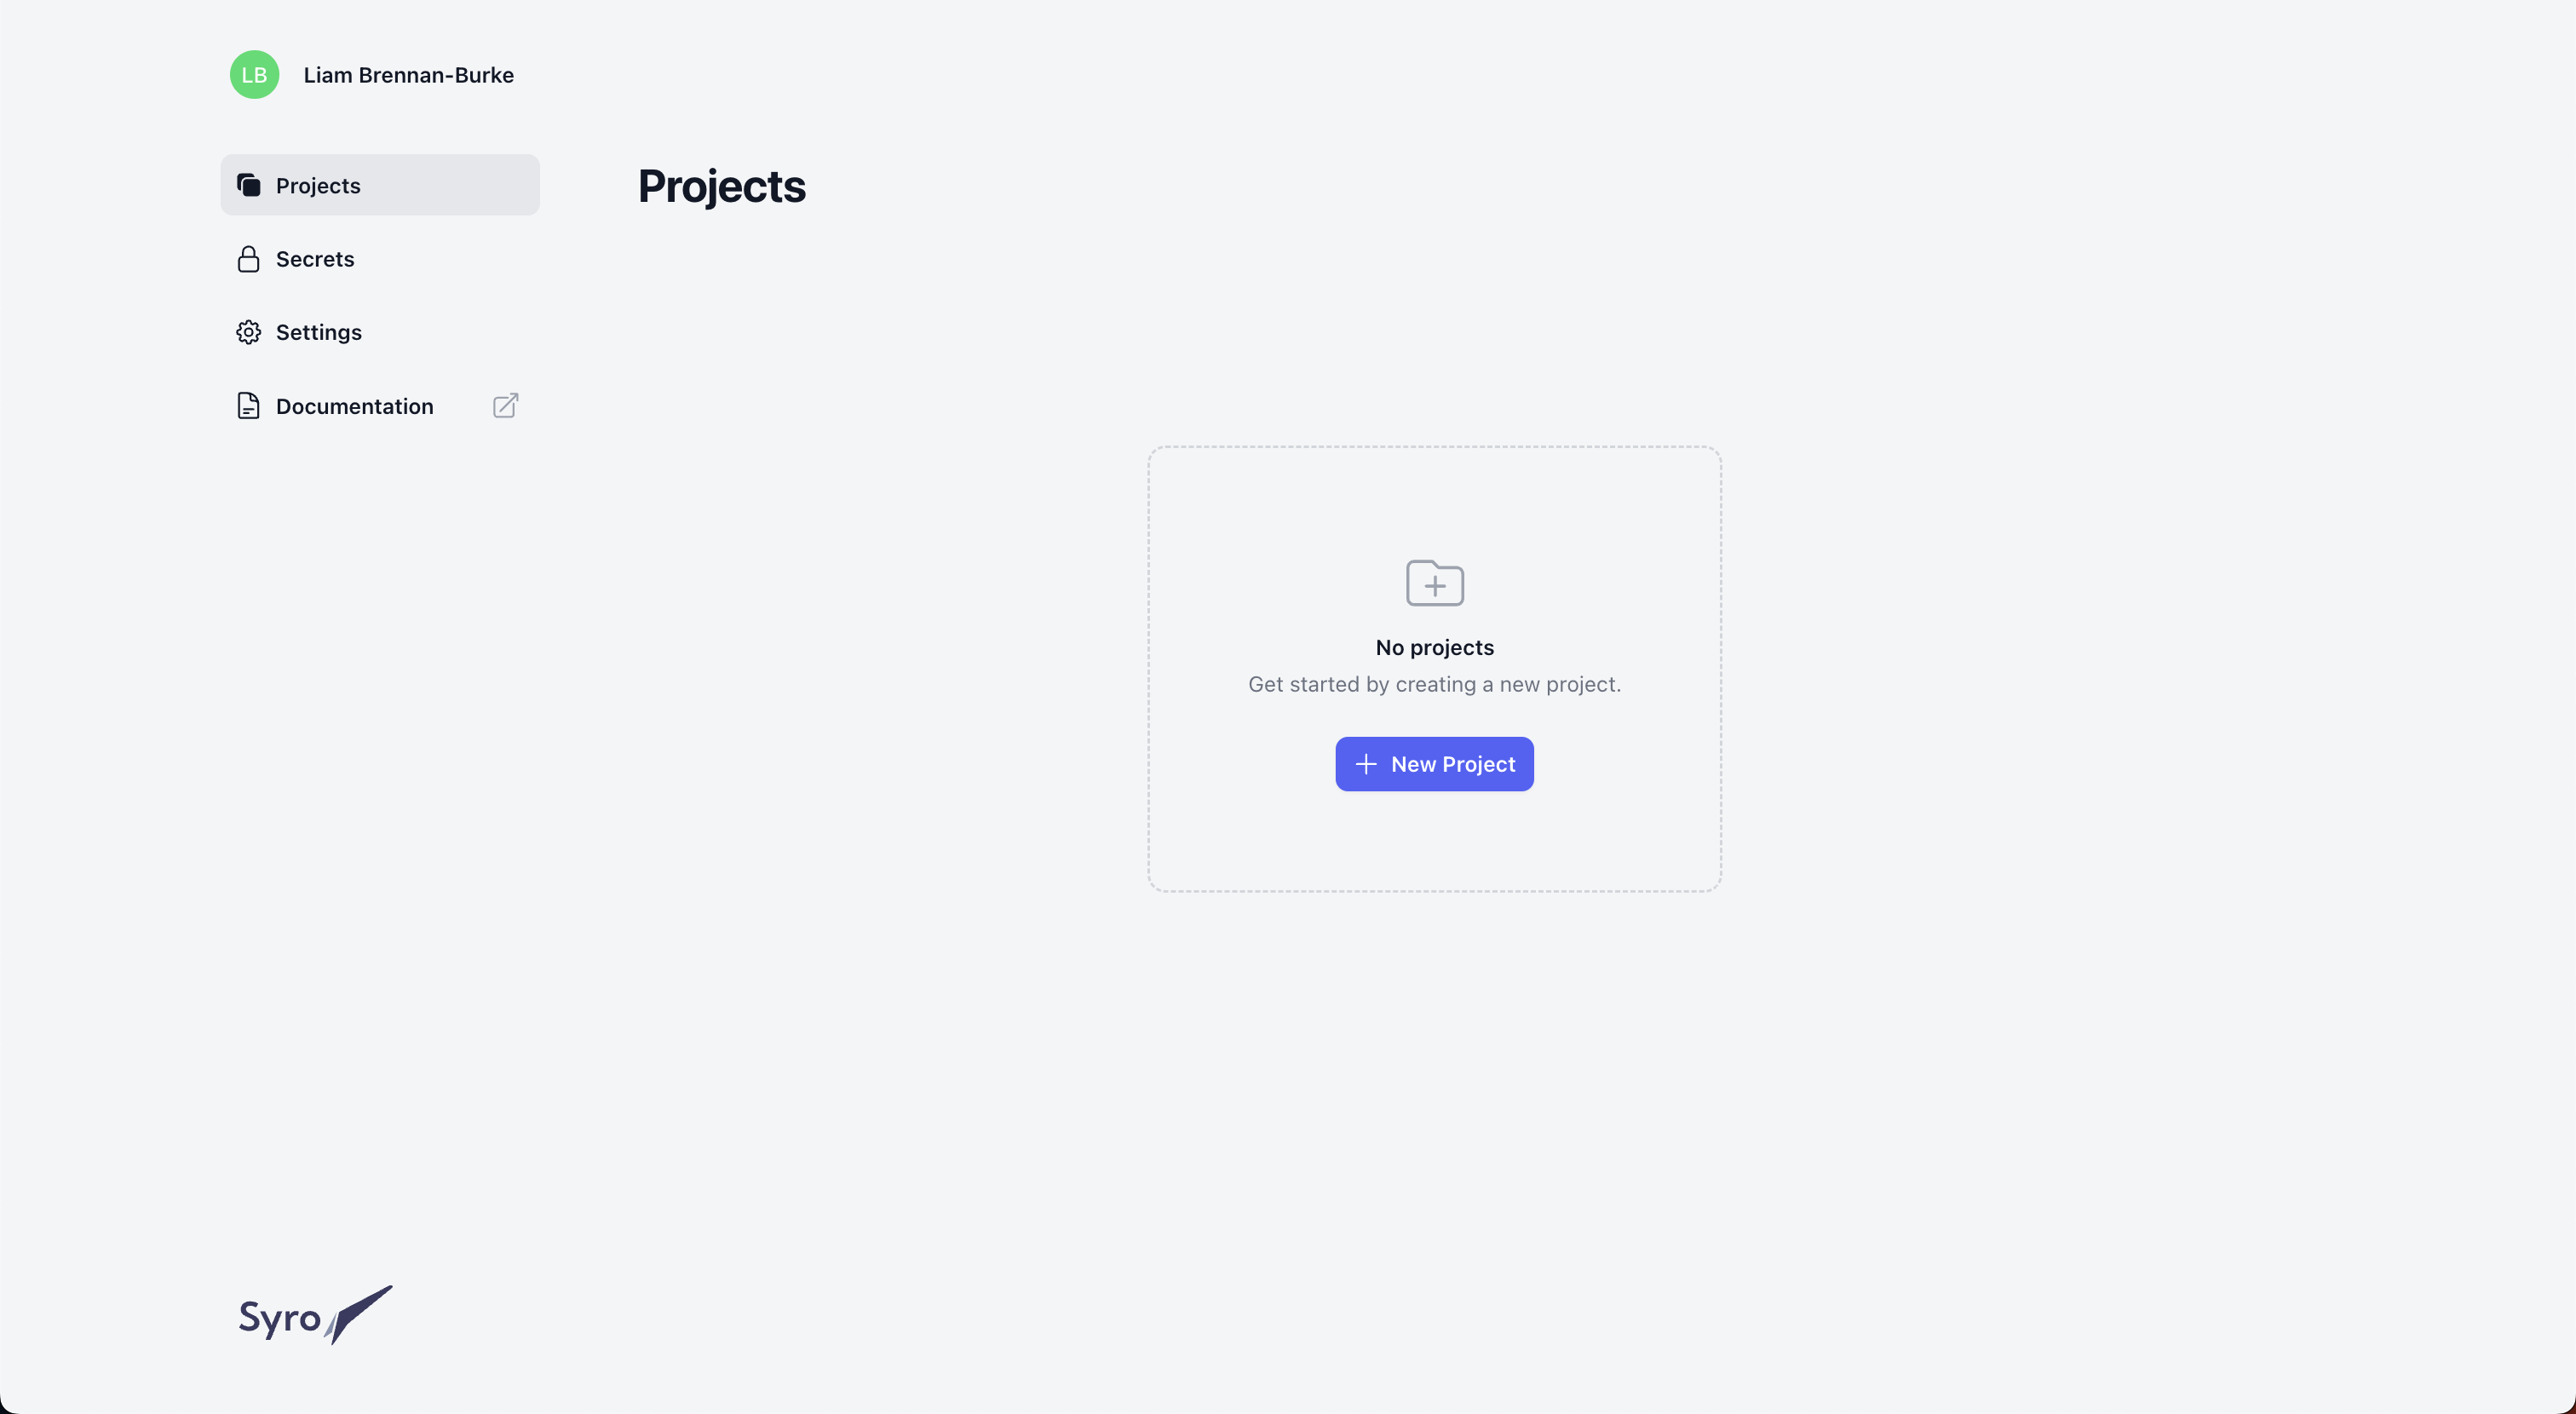 LB
Liam Brennan-Burke
Projects
Secrets
Settings
Documentation
Projects
No projects
Get started by creating a new project.
New Project
Syro